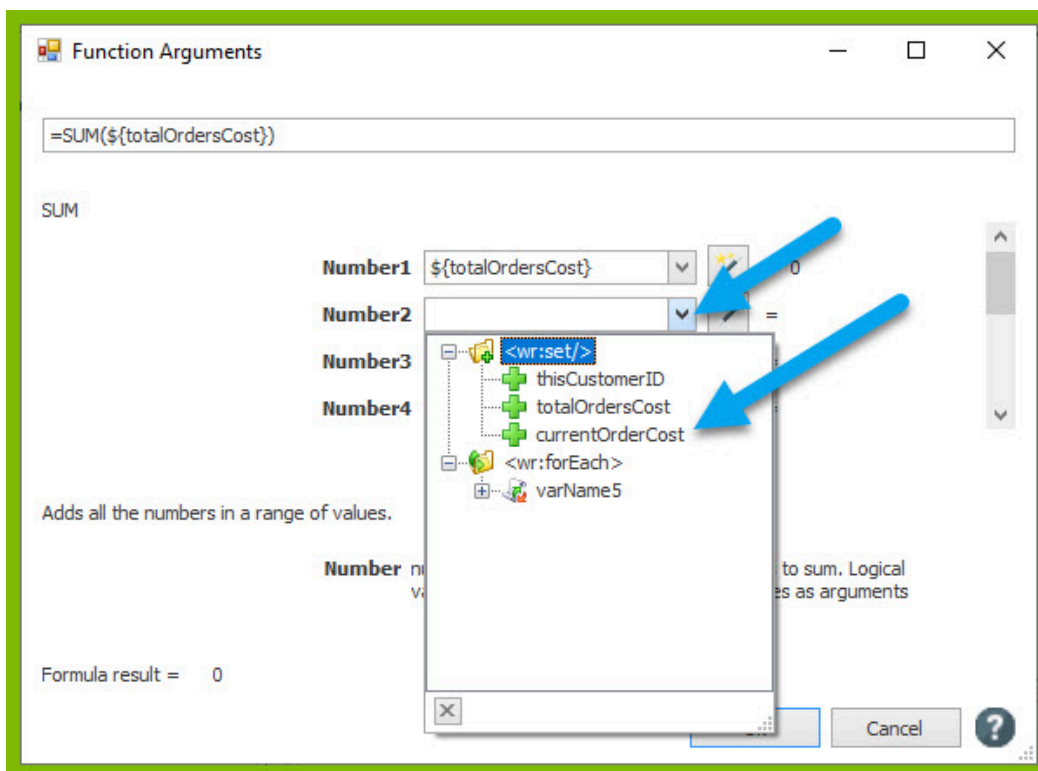 Function Arguments
=SUM(${totalOrdersCost})
SUM
Number1 ${totalOrdersCost} 0
Number2 =
<wr:set/>
Number3
thisCustomerID
totalOrdersCost
Number4
currentOrderCost
<wr:forEach>
varName5
Adds all the numbers in a range of values.
Number to sum. Logical
as arguments
Formula result = 0
Cancel ?